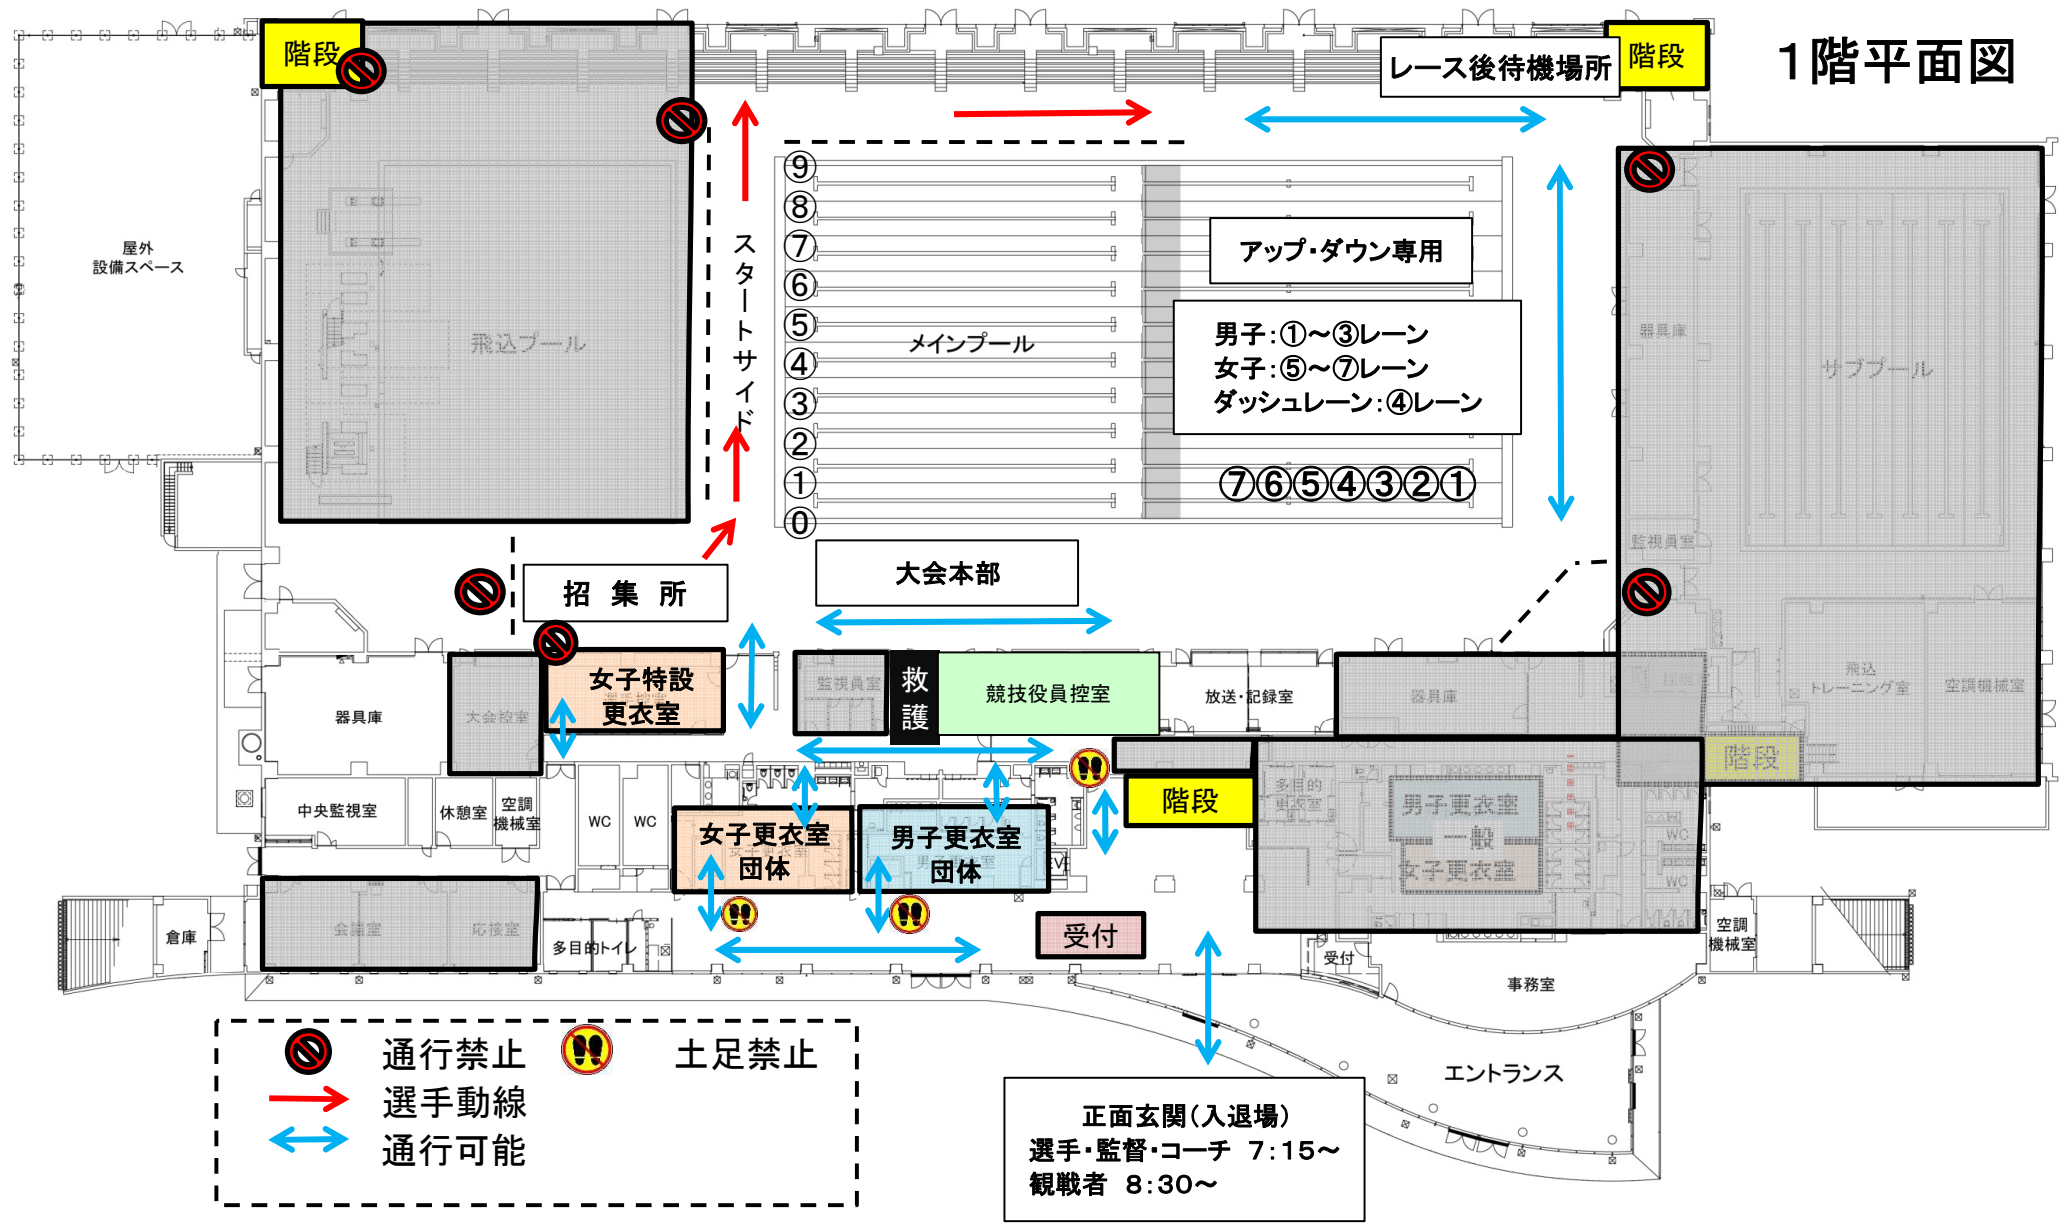 1階平面図
階段
レース後待機場所
階段
⑨
⑧
⑦
⑥
⑤
④
③
②
①
⓪
スタートサイド
屋外
設備スペース
飛込プール
メインプール
アップ・ダウン専用
男子：①～③レーン
女子：⑤～⑦レーン
ダッシュレーン：④レーン
⑦⑥⑤④③②①
器具庫
サブプール
監視員室
招 集 所
大会本部
女子特設
更衣室
器具庫
大会控室
監視員室
救護
競技役員控室
放送・記録室
器具庫
飛込
トレーニング室
空調機械室
階段
中央監視室
休憩室
空調
機械室
WC
WC
女子更衣室
団体
男子更衣室
団体
階段
多目的
更衣室
男子更衣室
一般
女子更衣室
WC
WC
会議室
応接室
倉庫
多目的トイレ
受付
受付
事務室
空調
機械室
エントランス
通行禁止
土足禁止
選手動線
通行可能
正面玄関（入退場）
選手・監督・コーチ 7：15～
観戦者 8：30～